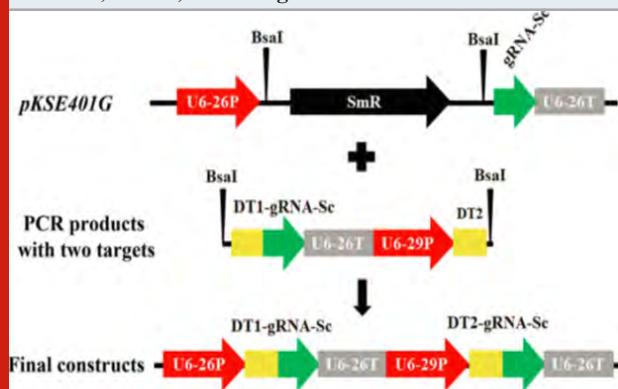 BsaI BsaI gRNA-Sc
pKSE401G U6-26P SmR U6-26T
BsaI BsaI
DT1-gRNA-Sc DT2
PCR products
with two targets
U6-26T U6-29P
DT1-gRNA-Sc DT2-gRNA-Sc
Final constructs U6-26P U6-26T U6-29P U6-26T